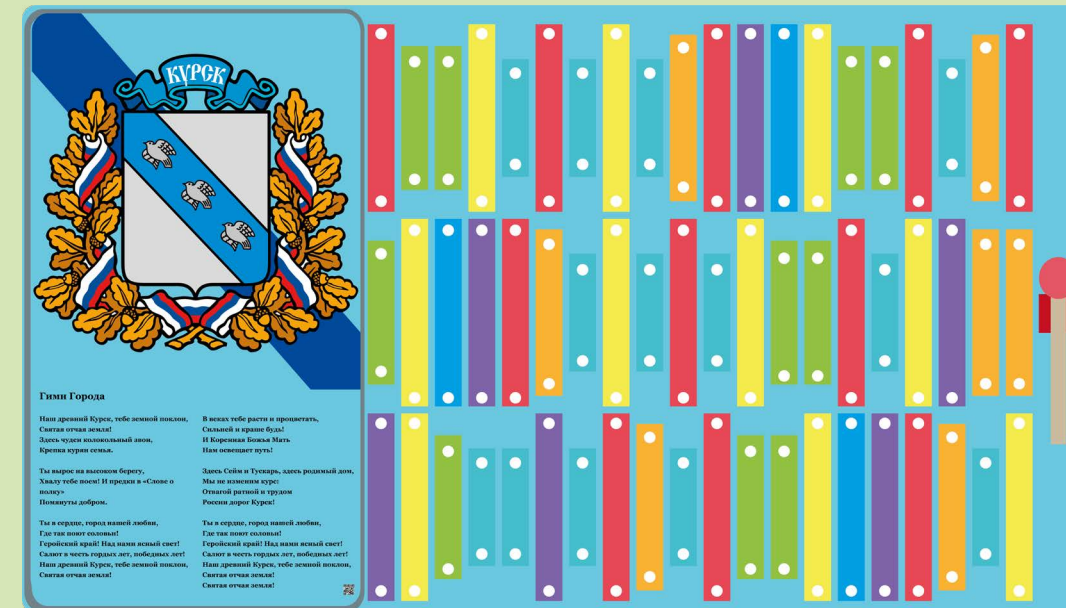 КУРСК
Гимн Города
Наш древний Курск, тебе земной поклон,
Святая отчая земля!
Здесь чуден колокольный звон,
Крепка курян семья.
Ты вырос на высоком берегу,
Хвалу тебе поем! И предки в «Слове о
полку»
Помянуты добром.
Ты в сердце, город нашей любви,
Где так поют соловьи!
Геройский край! Над нами ясный свет!
Салют в честь гордых лет, победных лет!
Наш древний Курск, тебе земной поклон,
Святая отчая земля!
В веках тебе расти и процветать,
Сильней и краше будь!
И Коренная Божья Мать
Нам освещает путь!
Здесь Сейм и Тускарь, здесь родимый дом,
Мы не изменим курс:
Отвагой ратной и трудом
России дорог Курск!
Ты в сердце, город нашей любви,
Где так поют соловьи!
Геройский край! Над нами ясный свет!
Салют в честь гордых лет, победных лет!
Наш древний Курск, тебе земной поклон,
Святая отчая земля!
Святая отчая земля!